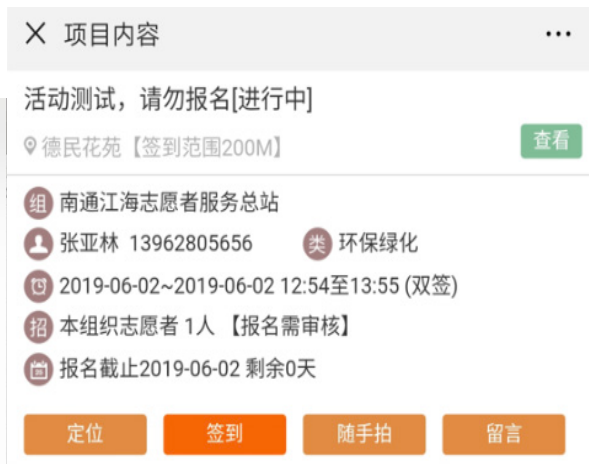 项目内容
活动测试，请勿报名[进行中]
德民花苑【签到范围200M】 查看
组 南通江海志愿者服务总站
张亚林 13962805656 类 环保绿化
2019-06-02~2019-06-02 12:54至13:55 (双签)
招 本组织志愿者 1人 【报名需审核】
报名截止2019-06-02 剩余0天
定位 签到 随手拍 留言